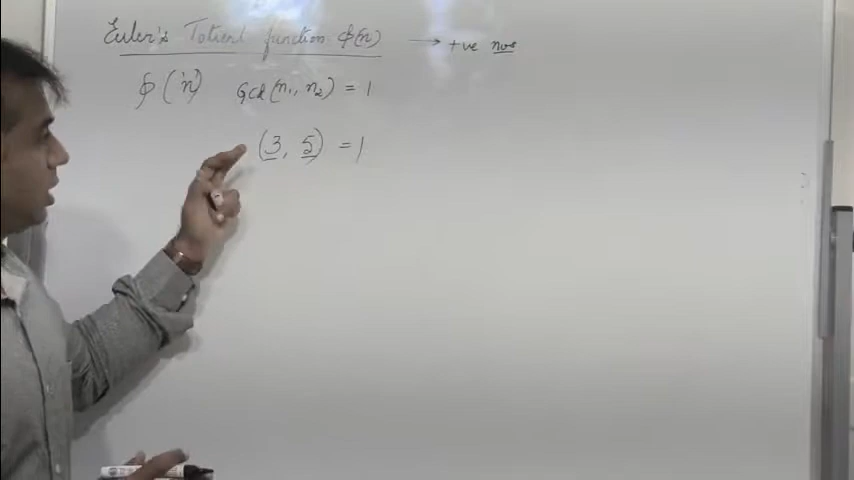 Euler's Totient function φ(n) → +ve nos
φ(n) Gcd(n₁, n₂) = 1
(3, 5) = 1